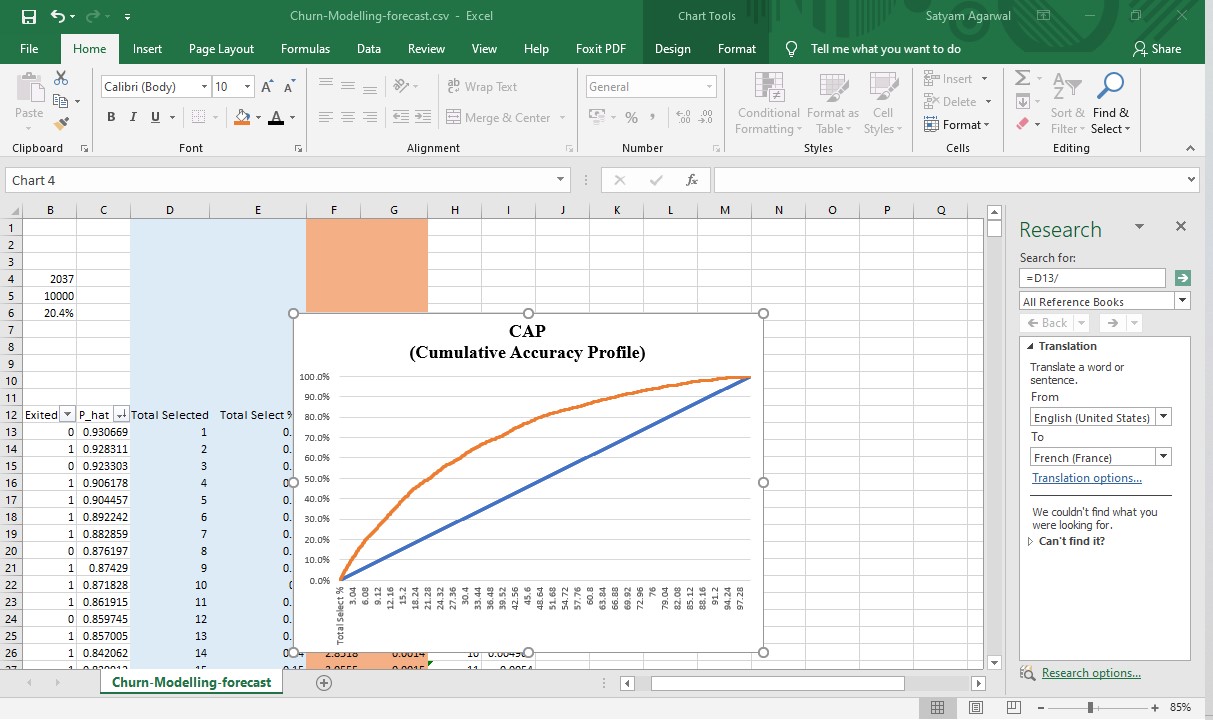 Churn-Modelling-forecast.csv - Excel
Chart Tools
Satyam Agarwal
File Home Insert Page Layout Formulas Data Review View Help Foxit PDF Design Format Tell me what you want to do Share
Paste
Calibri (Body) 10 A A
B I U A
Wrap Text
Merge & Center
General
% ,
Conditional Formatting
Format as Table
Cell Styles
Insert
Delete
Format
Sort & Filter
Find & Select
Clipboard Font Alignment Number Styles Cells Editing
Chart 4
fx
B C D E F G H I J K L M N O P Q
1
2
3
4 2037
5 10000
6 20.4%
7
8
9
10
11
12 Exited P_hat Total Selected Total Select %
13 0 0.930669 1 0.
14 1 0.928311 2 0.
15 0 0.923303 3 0.
16 1 0.906178 4
17 1 0.904457 5 0.
18 1 0.892242 6 0.
19 1 0.882859 7 0.
20 0 0.876197 8 0.
21 1 0.87429 9 0.
22 1 0.871828 10
23 1 0.861915 11 0.
24 0 0.859745 12 0.
25 1 0.857005 13 0.
26 1 0.842062 14 2.8518 0.0014 10
27 15 0.15 0.0015 11 0.0054
CAP
(Cumulative Accuracy Profile)
100.0%
90.0%
80.0%
70.0%
60.0%
50.0%
40.0%
30.0%
20.0%
10.0%
0.0%
Total Select % 3.04 6.08 9.12 12.16 15.2 18.24 21.28 24.32 27.36 30.4 33.44 36.48 39.52 42.56 45.6 48.64 51.68 54.72 57.76 60.8 63.84 66.88 69.92 72.96 76 79.04 82.08 85.12 88.16 91.2 94.24 97.28
Research
Search for:
=D13/
All Reference Books
Back
Translation
Translate a word or
sentence.
From
English (United States)
To
French (France)
Translation options...
We couldn't find what you
were looking for.
Can't find it?
Research options...
Churn-Modelling-forecast
85%